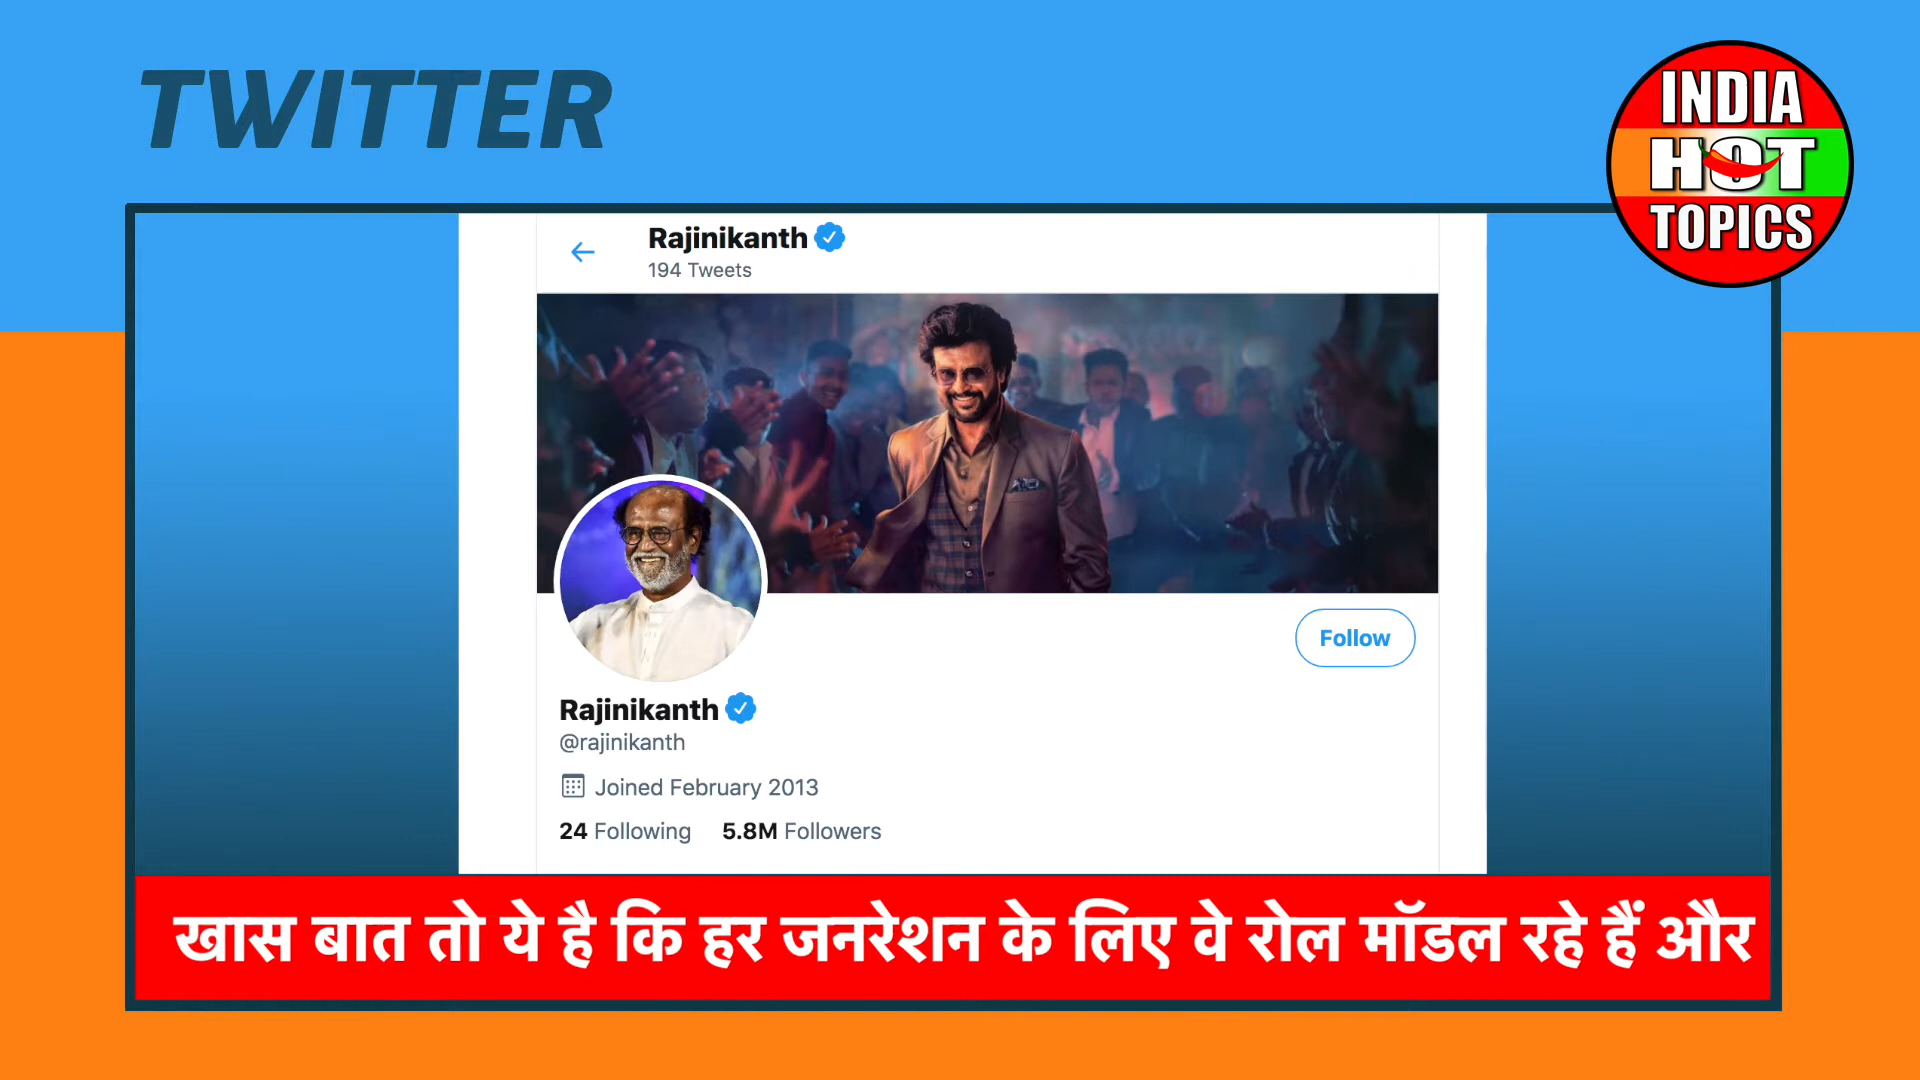 TWITTER
INDIA
HOT
TOPICS
Rajinikanth
194 Tweets
Follow
Rajinikanth
@rajinikanth
Joined February 2013
24 Following 5.8M Followers
खास बात तो ये है कि हर जनरेशन के लिए वे रोल मॉडल रहे हैं और